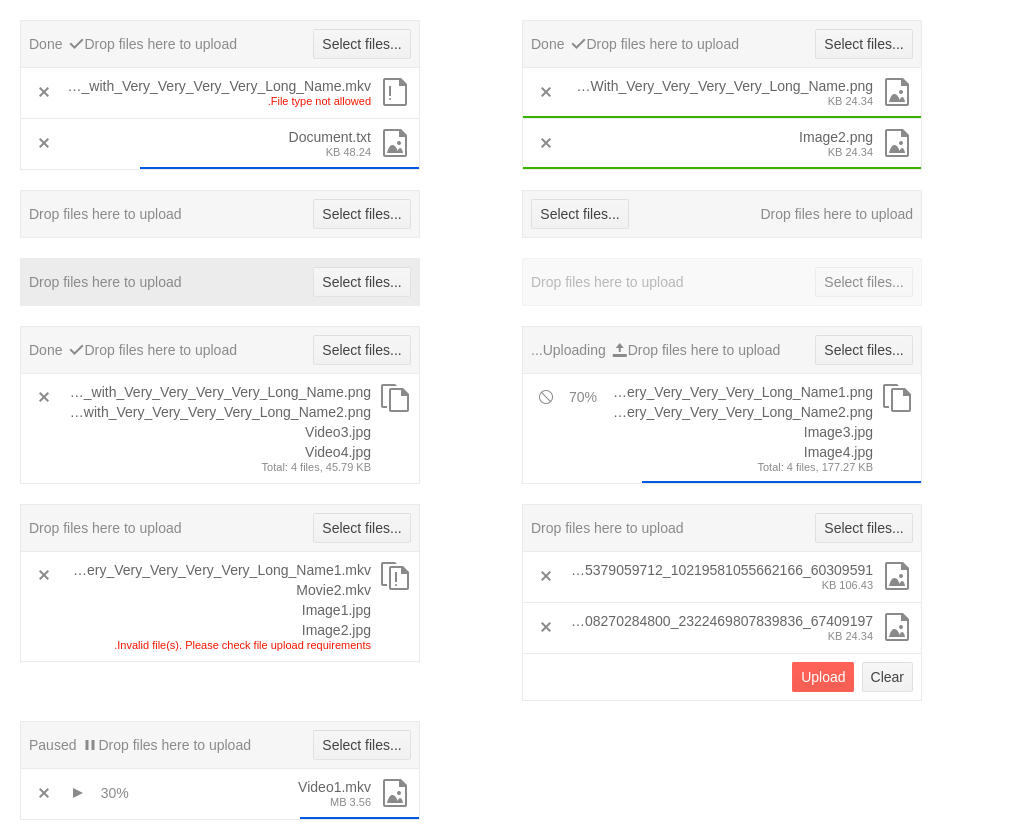 Done Drop files here to upload Select files...
..._with_Very_Very_Very_Very_Long_Name.mkv
.File type not allowed
Document.txt
KB 48.24
Done Drop files here to upload Select files...
...With_Very_Very_Very_Very_Long_Name.png
KB 24.34
Image2.png
KB 24.34
Drop files here to upload Select files...
Select files... Drop files here to upload
Drop files here to upload Select files...
Drop files here to upload Select files...
Done Drop files here to upload Select files...
..._with_Very_Very_Very_Very_Long_Name.png
...with_Very_Very_Very_Very_Long_Name2.png
Video3.jpg
Video4.jpg
Total: 4 files, 45.79 KB
...Uploading Drop files here to upload Select files...
70% ...ery_Very_Very_Very_Long_Name1.png
...ery_Very_Very_Very_Long_Name2.png
Image3.jpg
Image4.jpg
Total: 4 files, 177.27 KB
Drop files here to upload Select files...
...ery_Very_Very_Very_Very_Long_Name1.mkv
Movie2.mkv
Image1.jpg
Image2.jpg
.Invalid file(s). Please check file upload requirements
Drop files here to upload Select files...
...5379059712_10219581055662166_60309591
KB 106.43
...08270284800_2322469807839836_67409197
KB 24.34
Upload Clear
Paused Drop files here to upload Select files...
30% Video1.mkv
MB 3.56